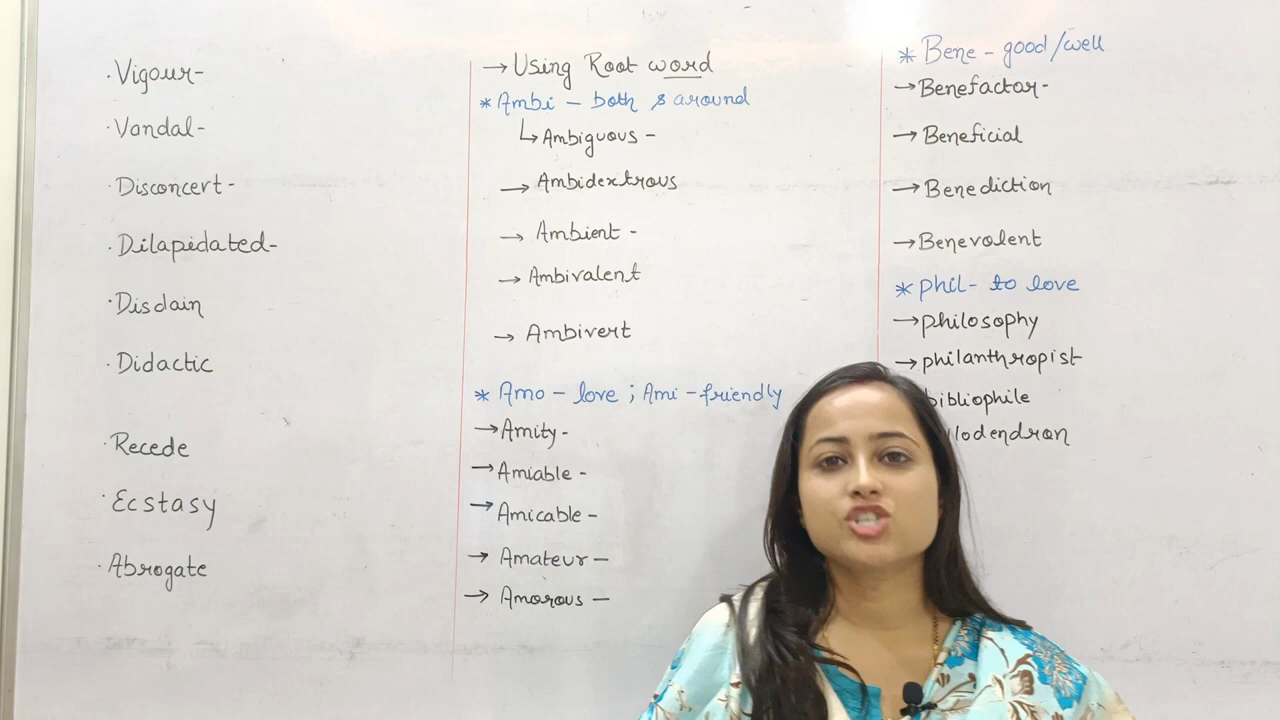 · Vigour-
· Vandal-
· Disconcert-
· Dilapidated-
· Disdain
· Didactic
· Recede
· Ecstasy
· Abrogate
→ Using Root word
* Ambi - both & around
↳ Ambiguous -
→ Ambidextrous
→ Ambient -
→ Ambivalent
→ Ambivert
* Amo - love ; Ami - friendly
→ Amity-
→ Amiable -
→ Amicable -
→ Amateur -
→ Amorous -
* Bene - good/well
→ Benefactor-
→ Beneficial
→ Benediction
→ Benevolent
* phil- to love
→ philosophy
→ philanthropist
bibliophile
lodendron